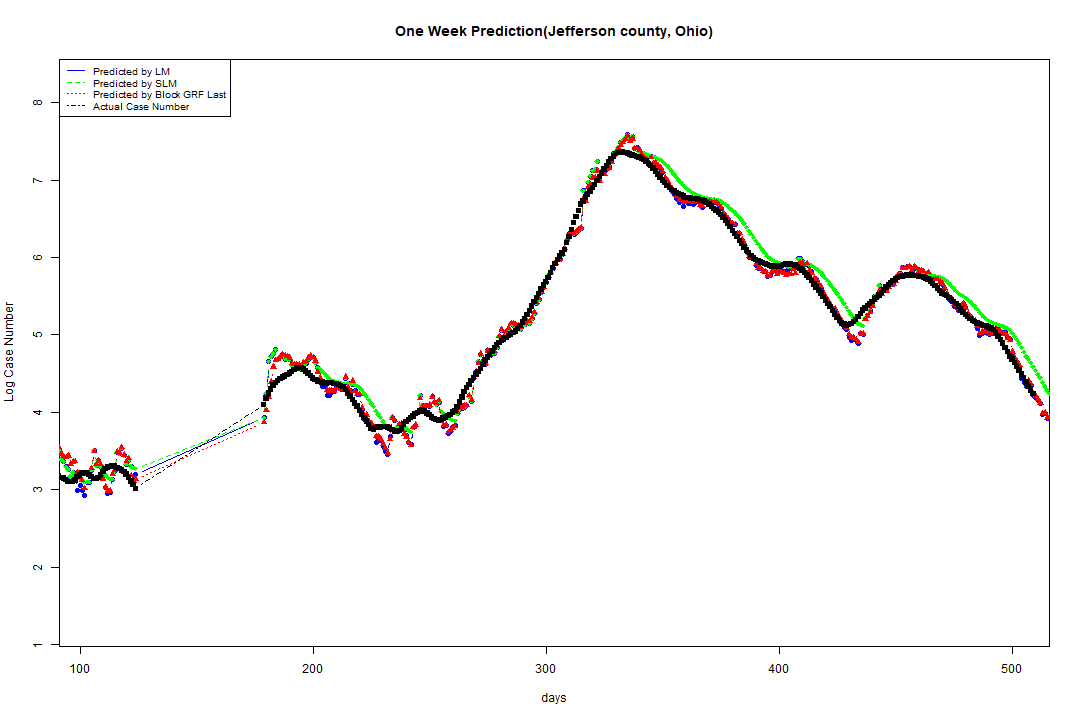 One Week Prediction(Jefferson county, Ohio)
Predicted by LM
Predicted by SLM
Predicted by Block GRF Last
Actual Case Number
8
7
6
5
4
3
2
1
Log Case Number
100 200 300 400 500
days